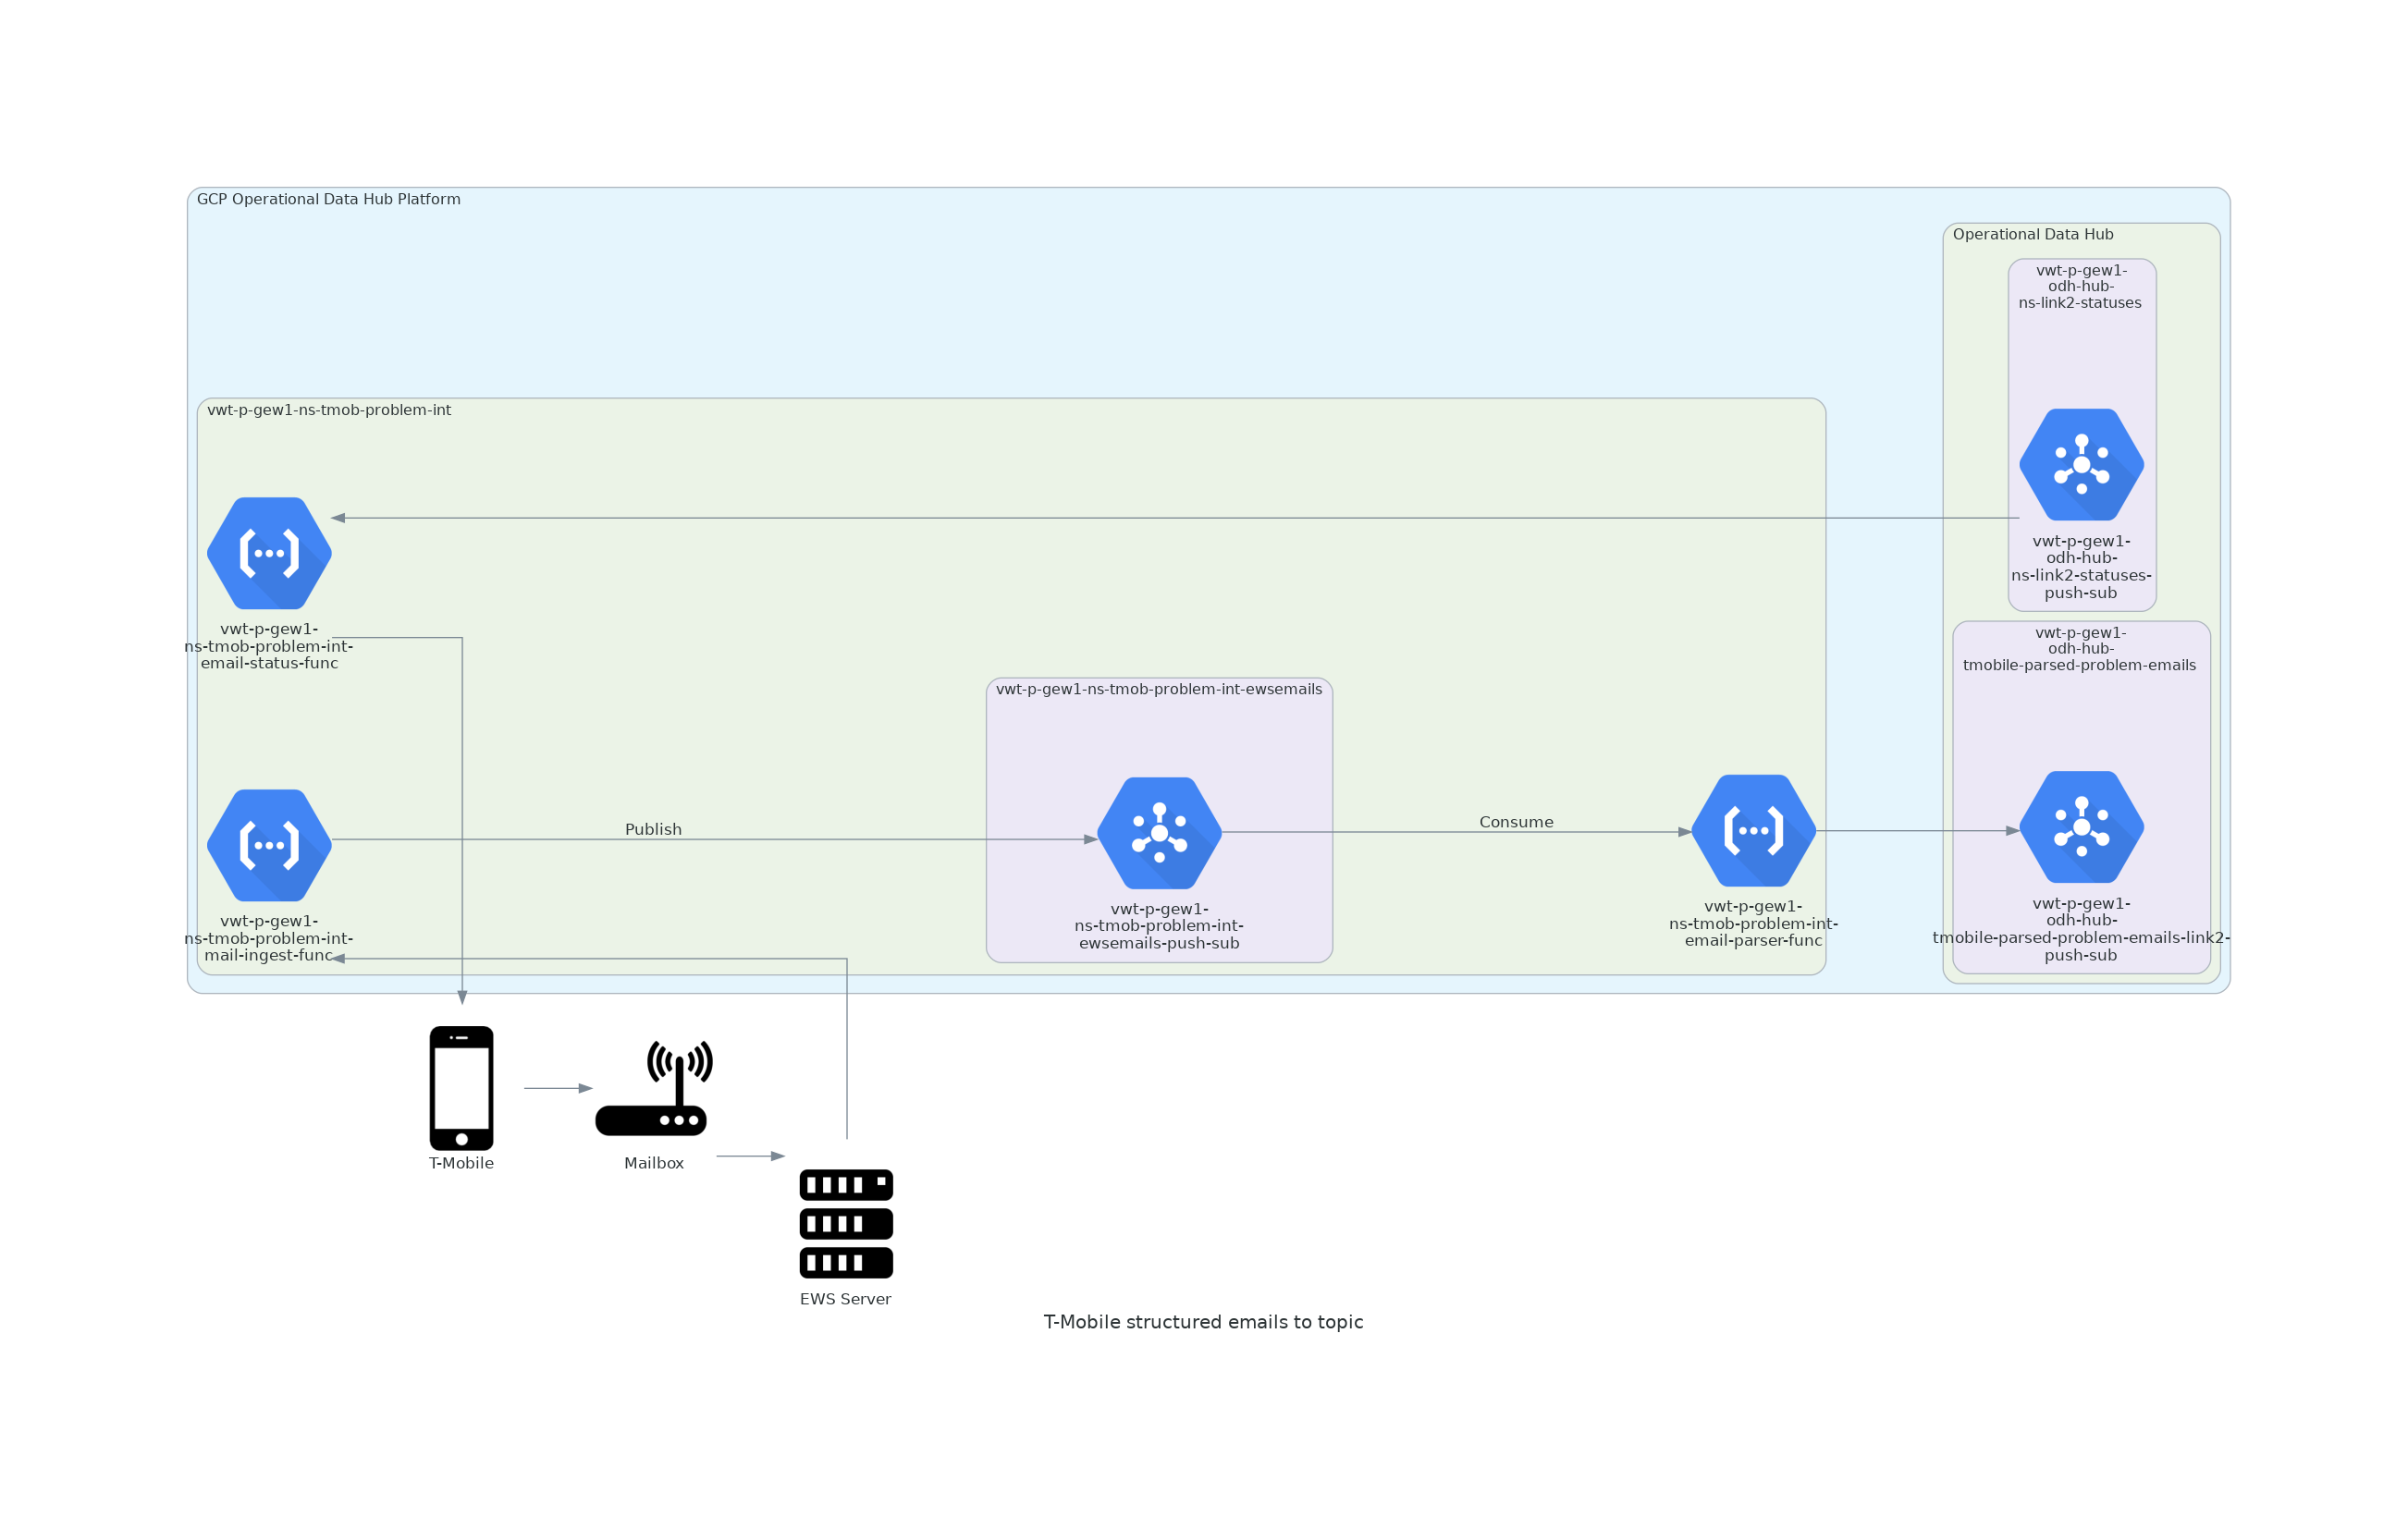 GCP Operational Data Hub Platform
Operational Data Hub
vwt-p-gew1-
odh-hub-
ns-link2-statuses
vwt-p-gew1-
odh-hub-
ns-link2-statuses-
push-sub
vwt-p-gew1-ns-tmob-problem-int
vwt-p-gew1-
ns-tmob-problem-int-
email-status-func
vwt-p-gew1-
odh-hub-
tmobile-parsed-problem-emails
vwt-p-gew1-ns-tmob-problem-int-ewsemails
Publish
Consume
vwt-p-gew1-
ns-tmob-problem-int-
mail-ingest-func
vwt-p-gew1-
ns-tmob-problem-int-
ewsemails-push-sub
vwt-p-gew1-
ns-tmob-problem-int-
email-parser-func
vwt-p-gew1-
odh-hub-
tmobile-parsed-problem-emails-link2-
push-sub
T-Mobile
Mailbox
EWS Server
T-Mobile structured emails to topic